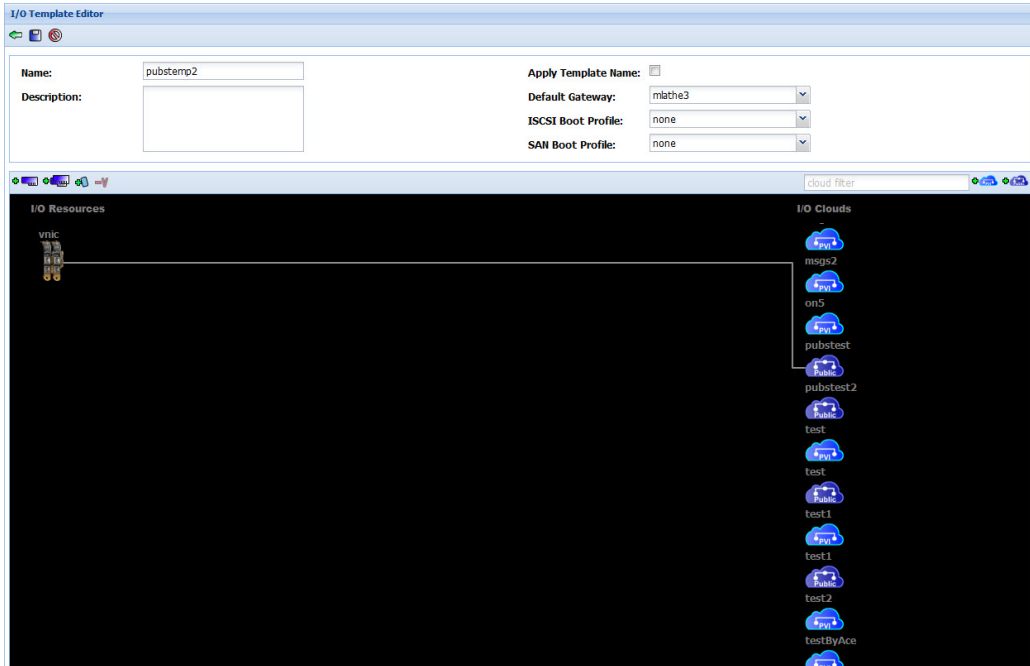 I/O Template Editor
Name: pubstemp2 Apply Template Name:
Description: Default Gateway: mlathe3
ISCSI Boot Profile: none
SAN Boot Profile: none
cloud filter
I/O Resources I/O Clouds
vnic
PVI
msgs2
PVI
on5
PVI
pubstest
Public
pubstest2
Public
test
PVI
test
Public
test1
PVI
test1
Public
test2
PVI
testByAce